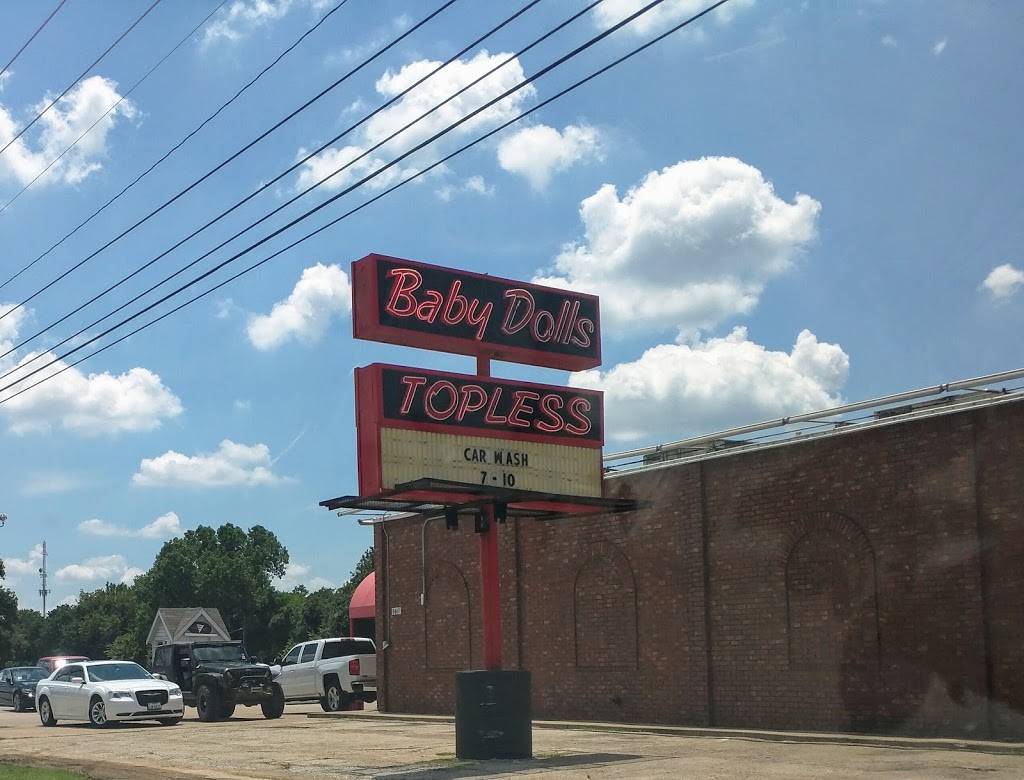 Baby Dolls
TOPLESS
CAR WASH
7 - 10